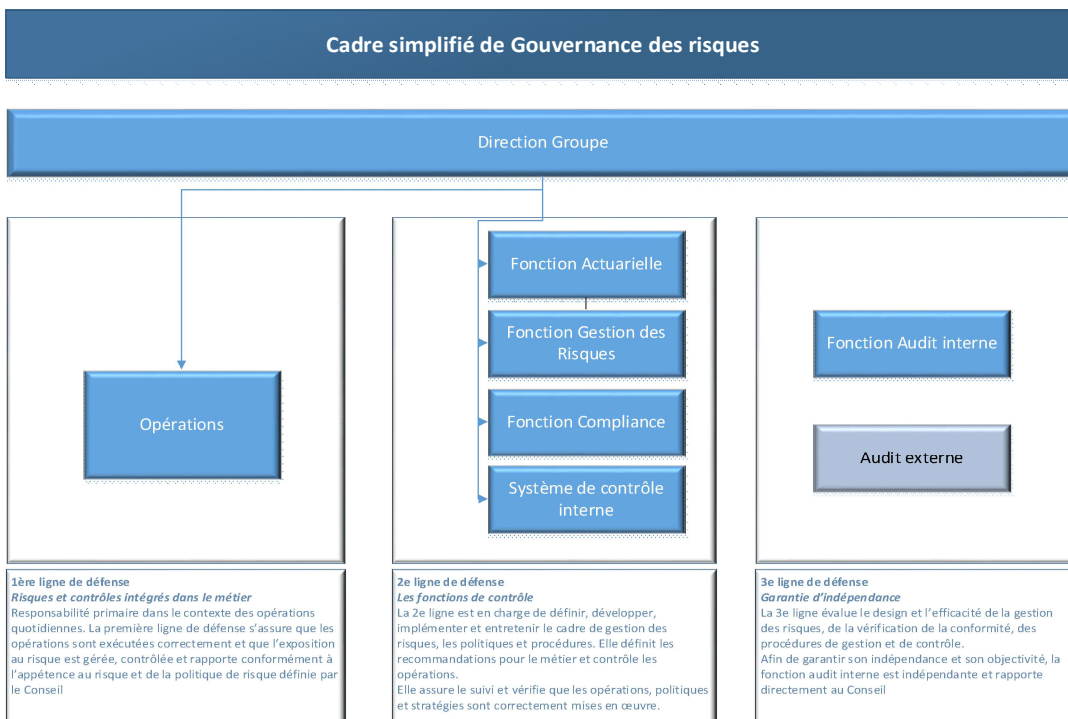 Cadre simplifié de Gouvernance des risques
Direction Groupe
Opérations
Fonction Actuarielle
Fonction Gestion des
Risques
Fonction Compliance
Système de contrôle
interne
Fonction Audit interne
Audit externe
1ère ligne de défense
Risques et contrôles intégrés dans le métier
Responsabilité primaire dans le contexte des opérations
quotidiennes. La première ligne de défense s’assure que les
opérations sont exécutées correctement et que l’exposition
au risque est gérée, contrôlée et rapporte conformément à
l’appétence au risque et de la politique de risque définie par
le Conseil
2e ligne de défense
Les fonctions de contrôle
La 2e ligne est en charge de définir, développer,
implémenter et entretenir le cadre de gestion des
risques, les politiques et procédures. Elle définit les
recommandations pour le métier et contrôle les
opérations.
Elle assure le suivi et vérifie que les opérations, politiques
et stratégies sont correctement mises en œuvre.
3e ligne de défense
Garantie d’indépendance
La 3e ligne évalue le design et l’efficacité de la gestion
des risques, de la vérification de la conformité, des
procédures de gestion et de contrôle.
Afin de garantir son indépendance et son objectivité, la
fonction audit interne est indépendante et rapporte
directement au Conseil